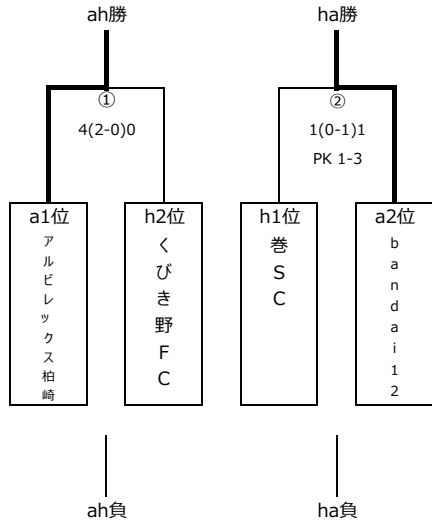 ah勝
ha勝
①
②
4(2-0)0
1(0-1)1
PK 1-3
a1位
アルビレックス柏崎
h2位
くびき野FC
h1位
巻SC
a2位
bandai12
ah負
ha負